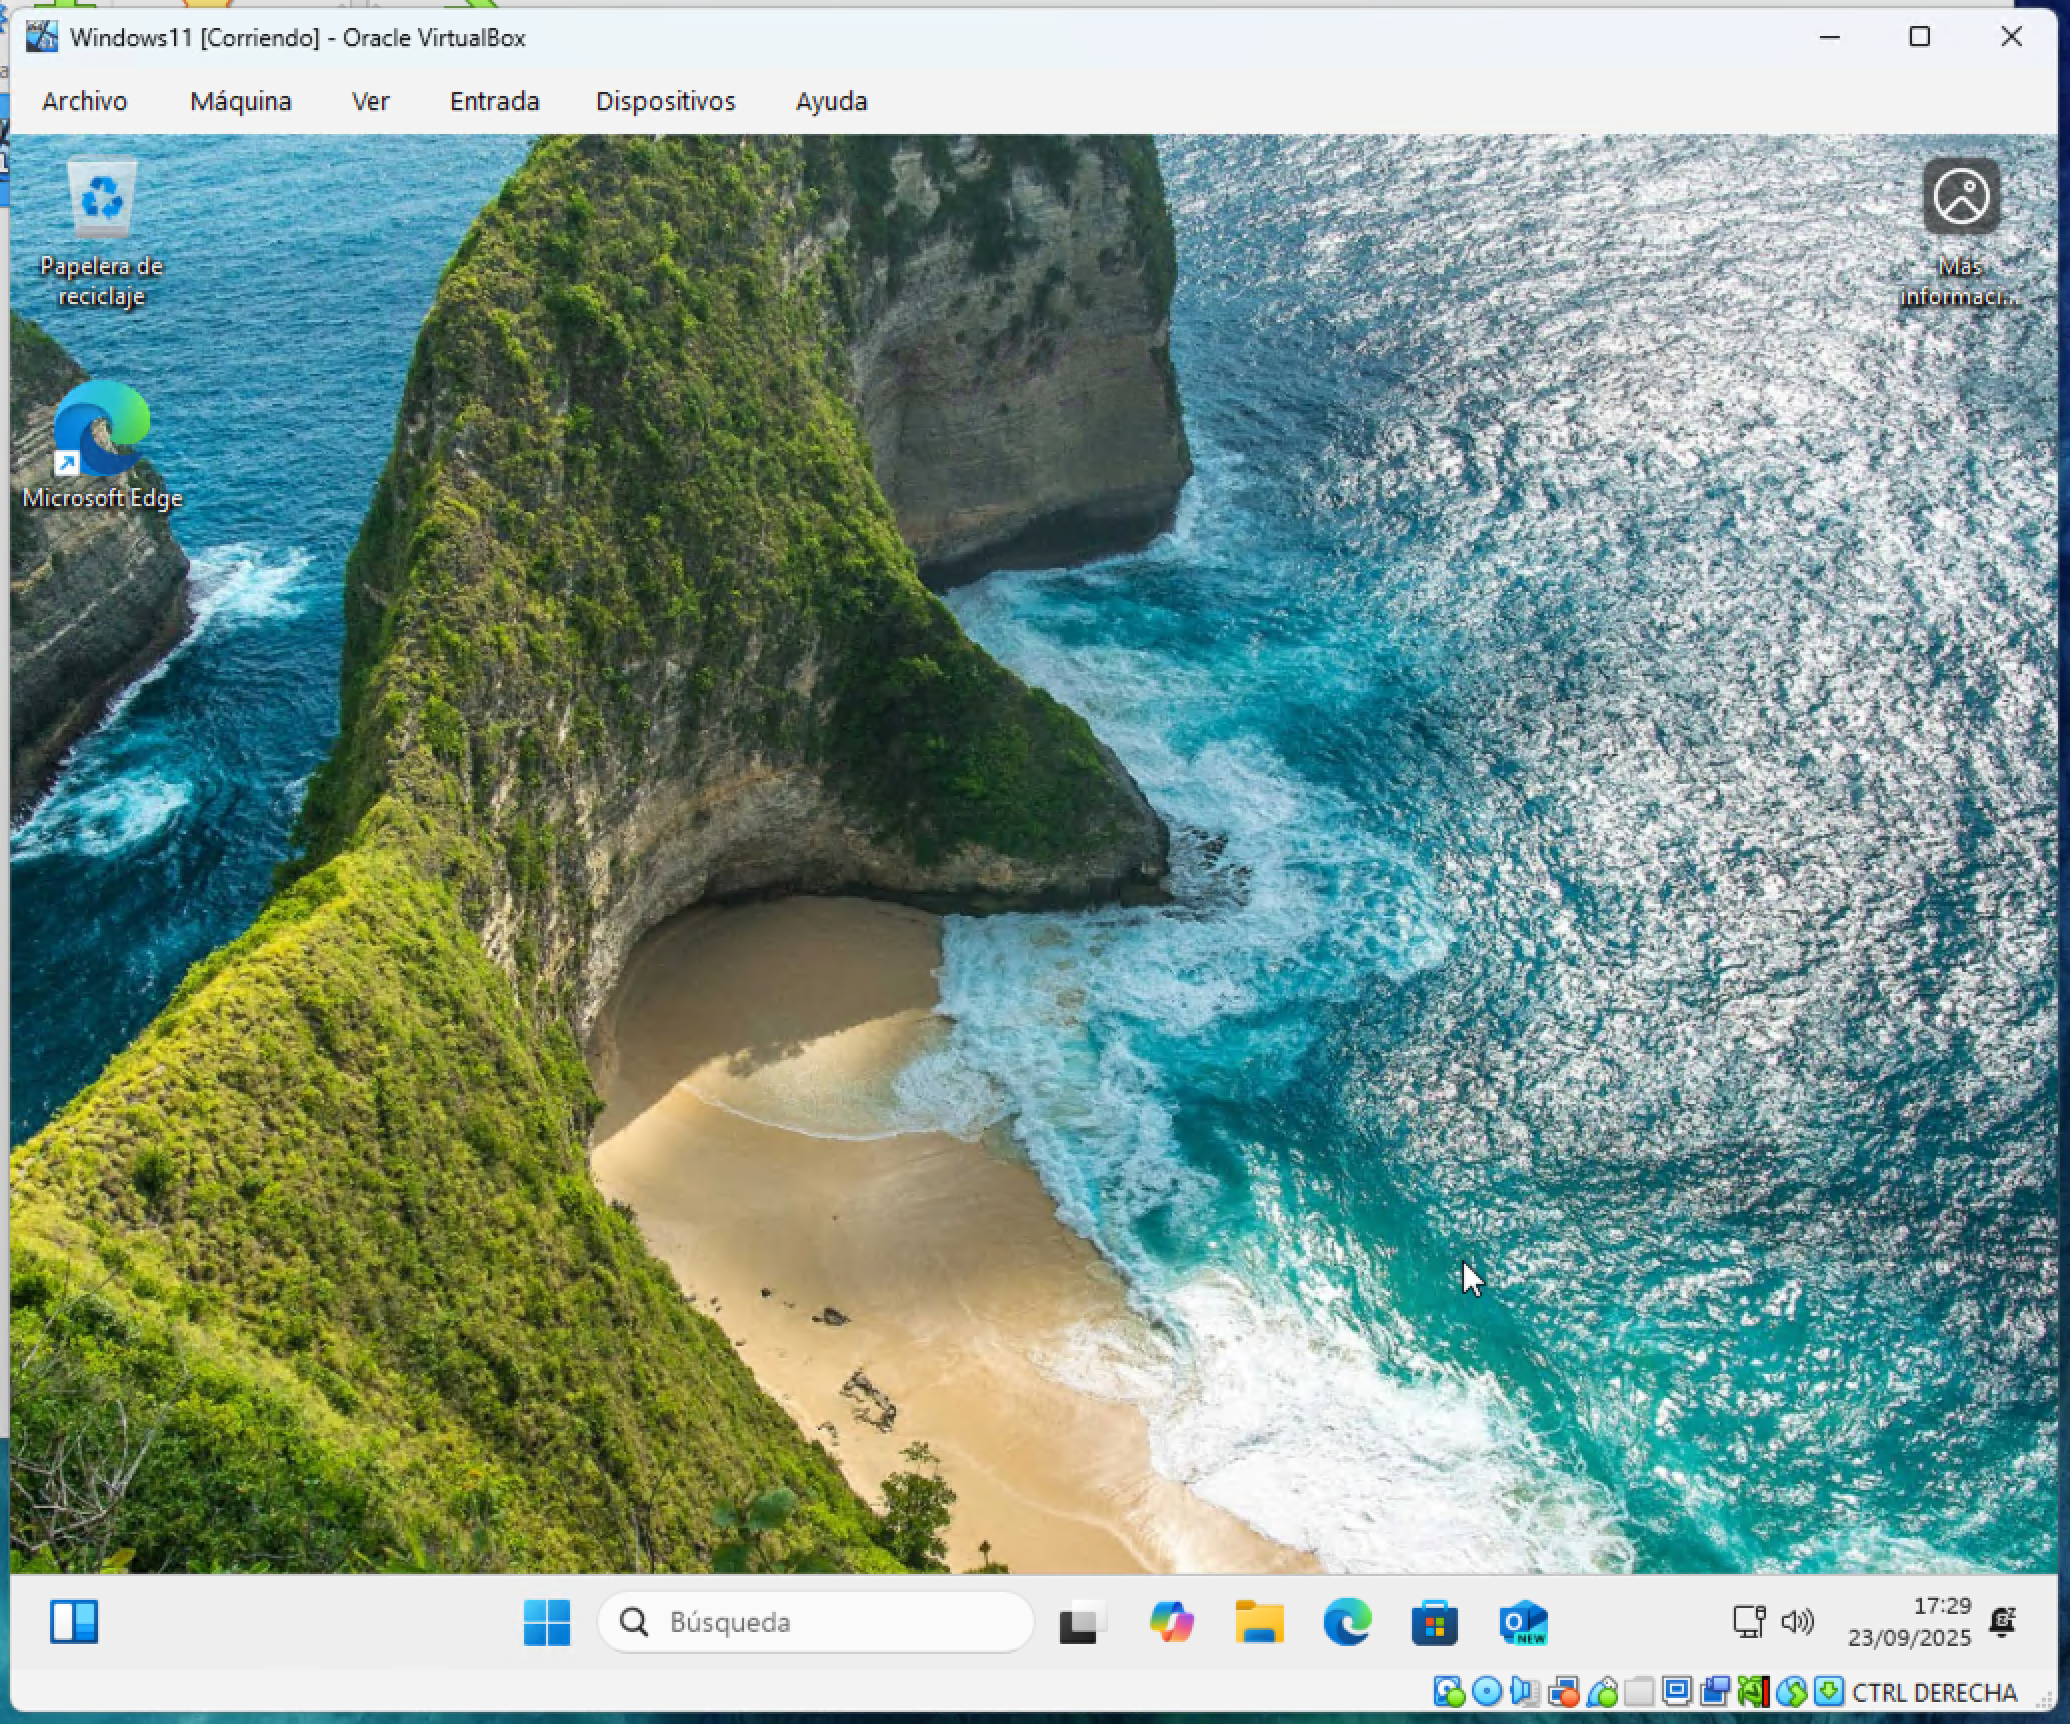 Windows11 [Corriendo] - Oracle VirtualBox
Archivo Máquina Ver Entrada Dispositivos Ayuda
Papelera de
reciclaje
Más
informaci...
Microsoft Edge
Búsqueda
NEW
17:29
23/09/2025
CTRL DERECHA